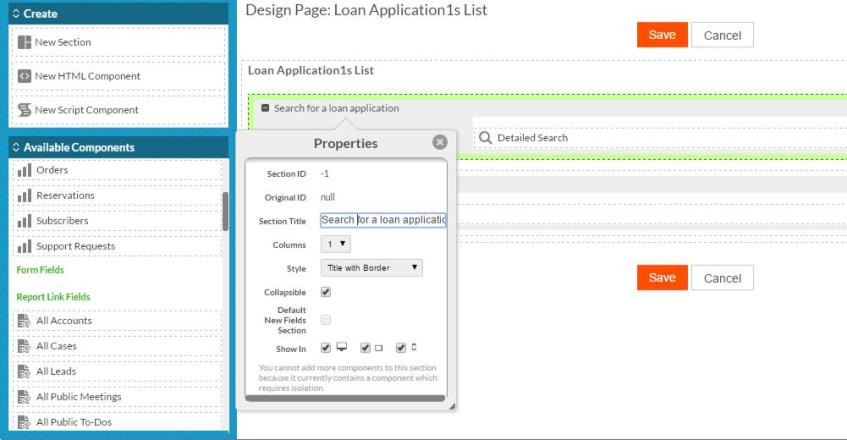 Create
New Section
New HTML Component
New Script Component
Available Components
Orders
Reservations
Subscribers
Support Requests
Form Fields
Report Link Fields
All Accounts
All Cases
All Leads
All Public Meetings
All Public To-Dos
Design Page: Loan Application1s List
Save Cancel
Loan Application1s List
Search for a loan application
Detailed Search
Properties
Section ID -1
Original ID null
Section Title Search for a loan applicatio
Columns 1
Style Title with Border
Collapsible
Default
New Fields
Section
Show In
You cannot add more components to this section
because it currently contains a component which
requires isolation.
Save Cancel